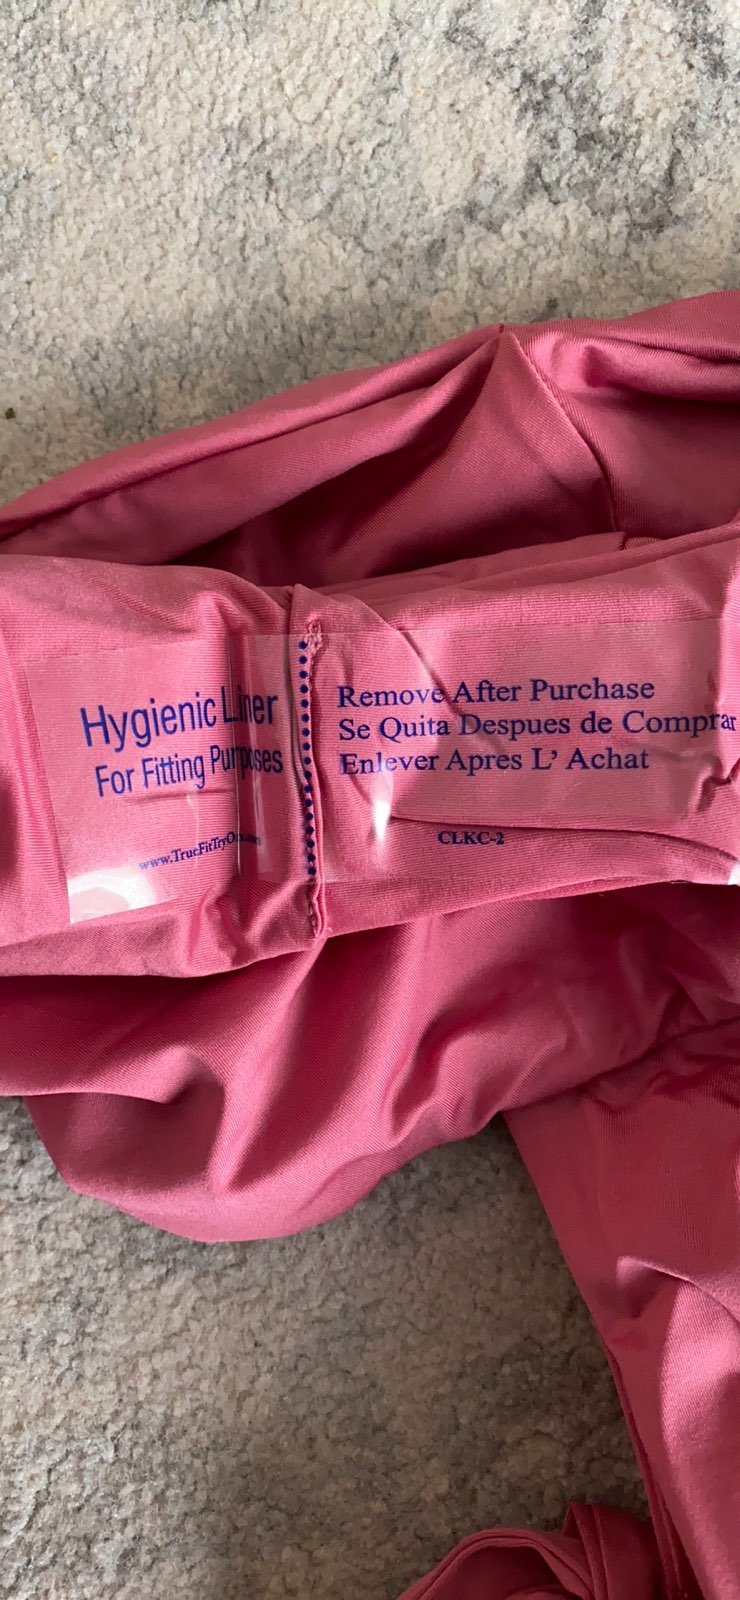 Hygienic Liner
For Fitting Purposes
Remove After Purchase
Se Quita Despues de Comprar
Enlever Apres L' Achat
CLKC-2